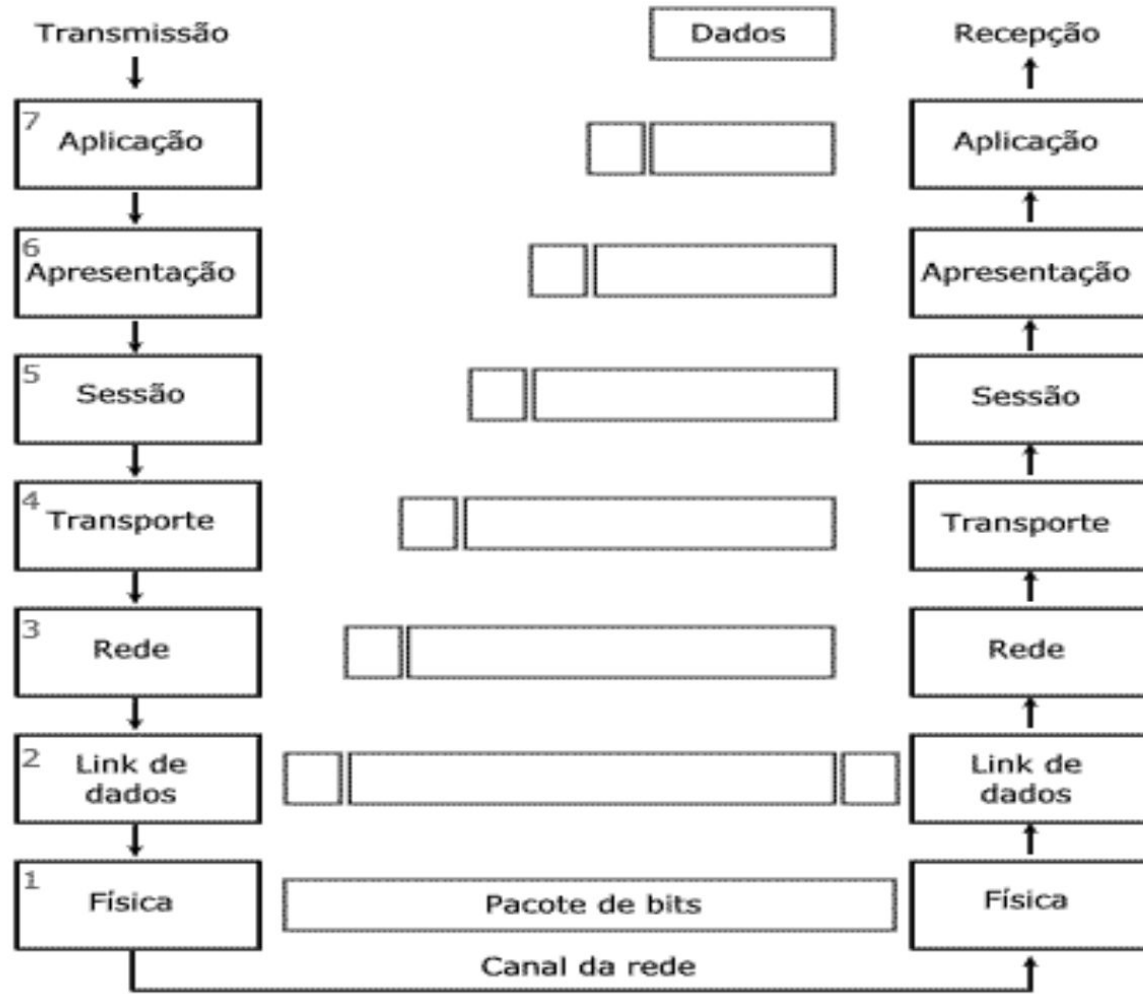 Transmissão
Dados
Recepção
7
Aplicação
Aplicação
6
Apresentação
Apresentação
5
Sessão
Sessão
4
Transporte
Transporte
3
Rede
Rede
2
Link de
dados
Link de
dados
1
Física
Pacote de bits
Física
Canal da rede